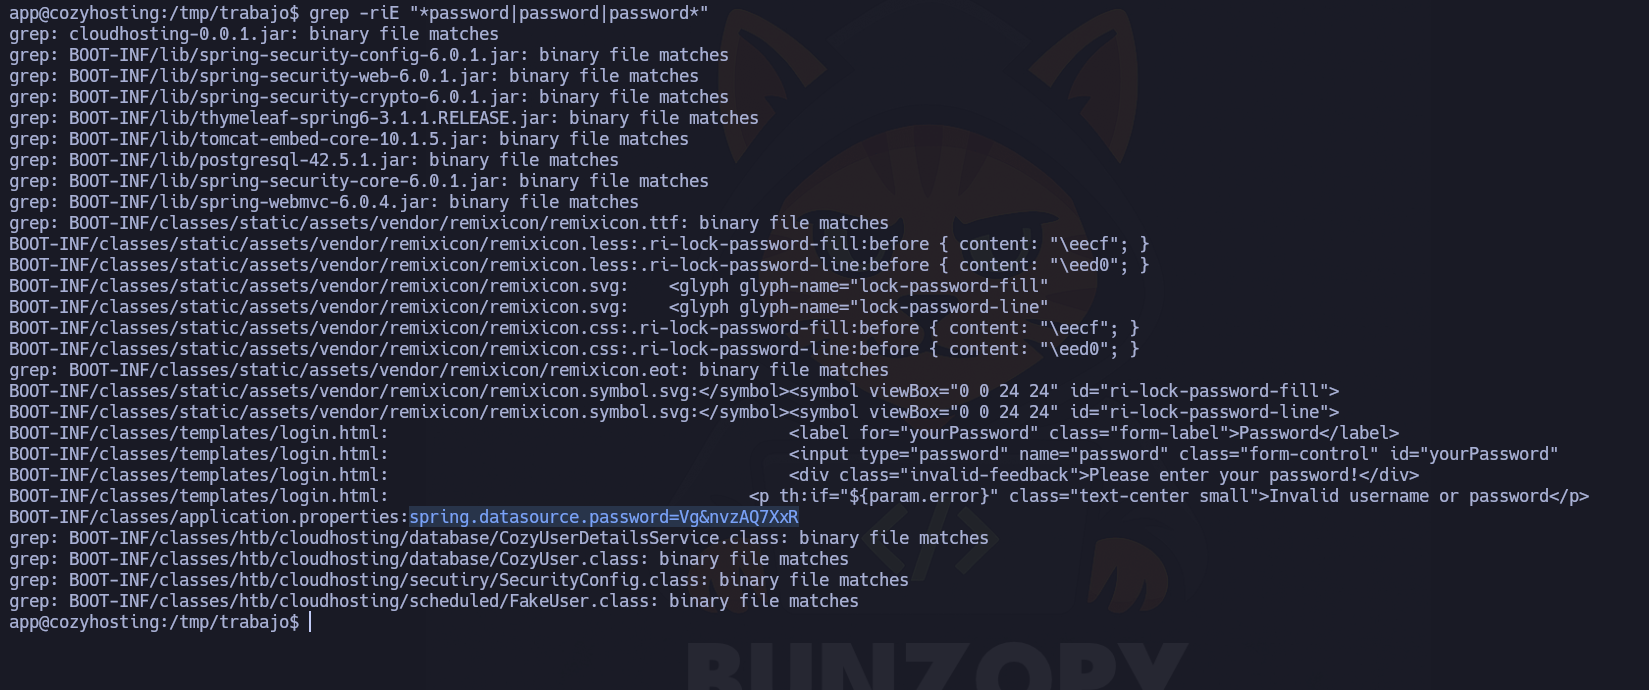 app@cozyhosting:/tmp/trabajo$ grep -riE "*password|password|password*"
grep: cloudhosting-0.0.1.jar: binary file matches
grep: BOOT-INF/lib/spring-security-config-6.0.1.jar: binary file matches
grep: BOOT-INF/lib/spring-security-web-6.0.1.jar: binary file matches
grep: BOOT-INF/lib/spring-security-crypto-6.0.1.jar: binary file matches
grep: BOOT-INF/lib/thymeleaf-spring6-3.1.1.RELEASE.jar: binary file matches
grep: BOOT-INF/lib/tomcat-embed-core-10.1.5.jar: binary file matches
grep: BOOT-INF/lib/postgresql-42.5.1.jar: binary file matches
grep: BOOT-INF/lib/spring-security-core-6.0.1.jar: binary file matches
grep: BOOT-INF/lib/spring-webmvc-6.0.4.jar: binary file matches
grep: BOOT-INF/classes/static/assets/vendor/remixicon/remixicon.ttf: binary file matches
BOOT-INF/classes/static/assets/vendor/remixicon/remixicon.less:.ri-lock-password-fill:before { content: "\eecf"; }
BOOT-INF/classes/static/assets/vendor/remixicon/remixicon.less:.ri-lock-password-line:before { content: "\eed0"; }
BOOT-INF/classes/static/assets/vendor/remixicon/remixicon.svg:    <glyph glyph-name="lock-password-fill"
BOOT-INF/classes/static/assets/vendor/remixicon/remixicon.svg:    <glyph glyph-name="lock-password-line"
BOOT-INF/classes/static/assets/vendor/remixicon/remixicon.css:.ri-lock-password-fill:before { content: "\eecf"; }
BOOT-INF/classes/static/assets/vendor/remixicon/remixicon.css:.ri-lock-password-line:before { content: "\eed0"; }
grep: BOOT-INF/classes/static/assets/vendor/remixicon/remixicon.eot: binary file matches
BOOT-INF/classes/static/assets/vendor/remixicon/remixicon.symbol.svg:</symbol><symbol viewBox="0 0 24 24" id="ri-lock-password-fill">
BOOT-INF/classes/static/assets/vendor/remixicon/remixicon.symbol.svg:</symbol><symbol viewBox="0 0 24 24" id="ri-lock-password-line">
BOOT-INF/classes/templates/login.html:                                        <label for="yourPassword" class="form-label">Password</label>
BOOT-INF/classes/templates/login.html:                                        <input type="password" name="password" class="form-control" id="yourPassword"
BOOT-INF/classes/templates/login.html:                                        <div class="invalid-feedback">Please enter your password!</div>
BOOT-INF/classes/templates/login.html:                                    <p th:if="${param.error}" class="text-center small">Invalid username or password</p>
BOOT-INF/classes/application.properties:spring.datasource.password=Vg&nvzAQ7XxR
grep: BOOT-INF/classes/htb/cloudhosting/database/CozyUserDetailsService.class: binary file matches
grep: BOOT-INF/classes/htb/cloudhosting/database/CozyUser.class: binary file matches
grep: BOOT-INF/classes/htb/cloudhosting/secutiry/SecurityConfig.class: binary file matches
grep: BOOT-INF/classes/htb/cloudhosting/scheduled/FakeUser.class: binary file matches
app@cozyhosting:/tmp/trabajo$